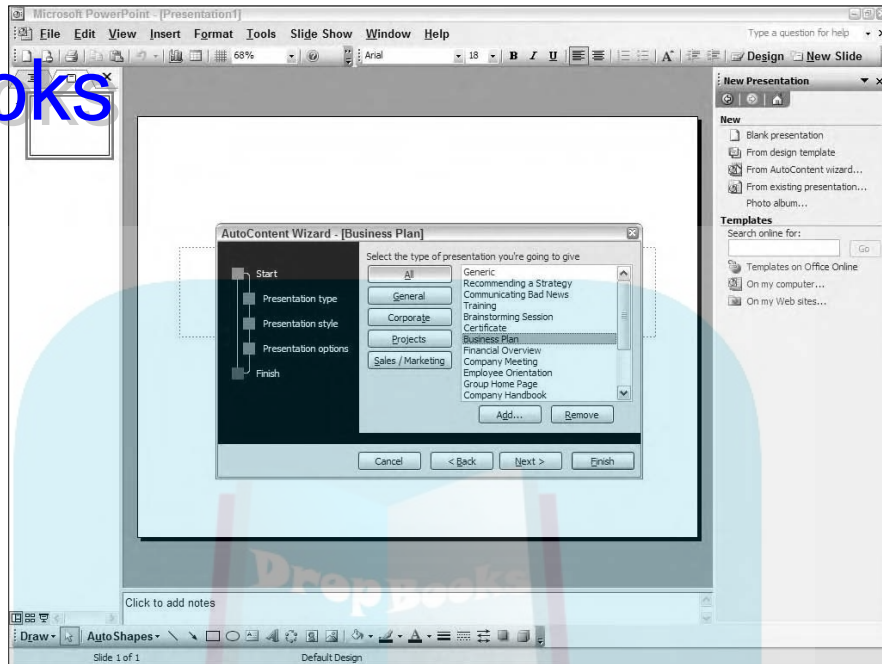 Microsoft PowerPoint - [Presentation1]
File Edit View Insert Format Tools Slide Show Window Help
Type a question for help
68%
Arial
18
B I U
A
Design
New Slide
oks
New Presentation
New
Blank presentation
From design template
From AutoContent wizard...
From existing presentation...
Photo album...
Templates
Search online for:
Go
Templates on Office Online
On my computer...
On my Web sites...
AutoContent Wizard - [Business Plan]
Start
Presentation type
Presentation style
Presentation options
Finish
Select the type of presentation you're going to give
All
General
Corporate
Projects
Sales / Marketing
Generic
Recommending a Strategy
Communicating Bad News
Training
Brainstorming Session
Certificate
Business Plan
Financial Overview
Company Meeting
Employee Orientation
Group Home Page
Company Handbook
Add...
Remove
Cancel
< Back
Next >
Finish
DropBooks
Click to add notes
Draw
AutoShapes
A
A
Slide 1 of 1
Default Design